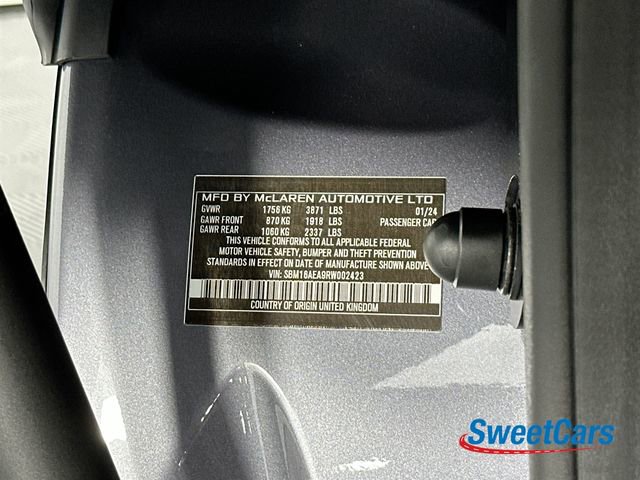 MFD BY McLAREN AUTOMOTIVE LTD
GVWR 1756 KG 3871 LBS 01/24
GAWR FRONT 870 KG 1918 LBS PASSENGER CAR
GAWR REAR 1060 KG 2337 LBS
THIS VEHICLE CONFORMS TO ALL APPLICABLE FEDERAL
MOTOR VEHICLE SAFETY, BUMPER AND THEFT PREVENTION
STANDARDS IN EFFECT ON DATE OF MANUFACTURE SHOWN ABOVE
VIN: SBM16AEA9RW002423
COUNTRY OF ORIGIN UNITED KINGDOM
SweetCars